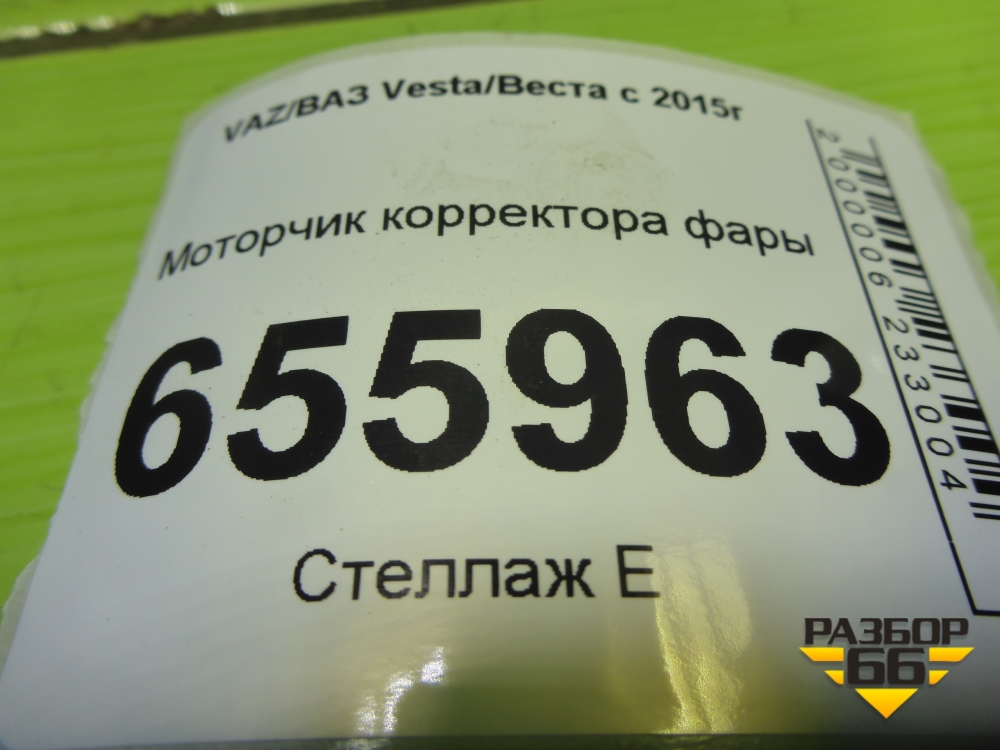 VAZ/ВАЗ Vesta/Веста с 2015г
Моторчик корректора фары
655963
Стеллаж Е
2000006233004
РАЗБОР
66